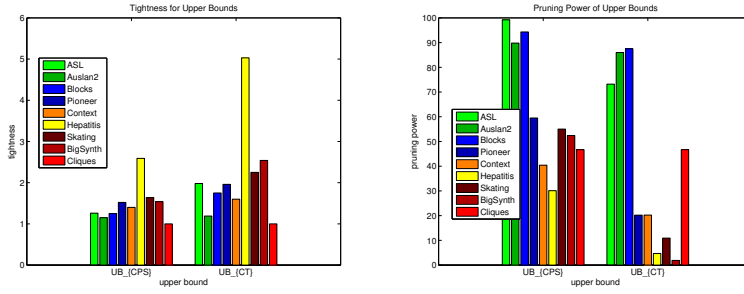 Tightness for Upper Bounds
6
5
4
3
2
1
0
tightness
ASL
Auslan2
Blocks
Pioneer
Context
Hepatitis
Skating
BigSynth
Cliques
UB_{CPS} UB_{CT}
upper bound
Pruning Power of Upper Bounds
100
90
80
70
60
50
40
30
20
10
0
pruning power
ASL
Auslan2
Blocks
Pioneer
Context
Hepatitis
Skating
BigSynth
Cliques
UB_{CPS} UB_{CT}
upper bound